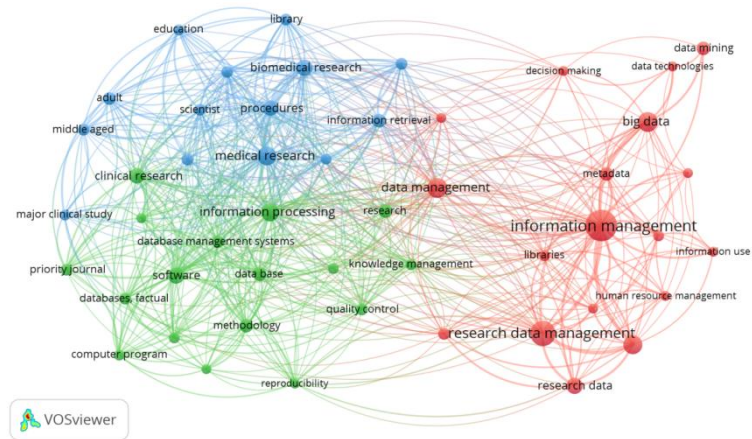 library
education
data mining
decision making
data technologies
biomedical research
adult
scientist
procedures
information retrieval
big data
middle aged
medical research
clinical research
data management
metadata
major clinical study
information processing
research
information management
database management systems
information use
libraries
priority journal
software
data base
knowledge management
databases, factual
human resource management
quality control
methodology
research data management
computer program
reproducibility
research data
VOSviewer